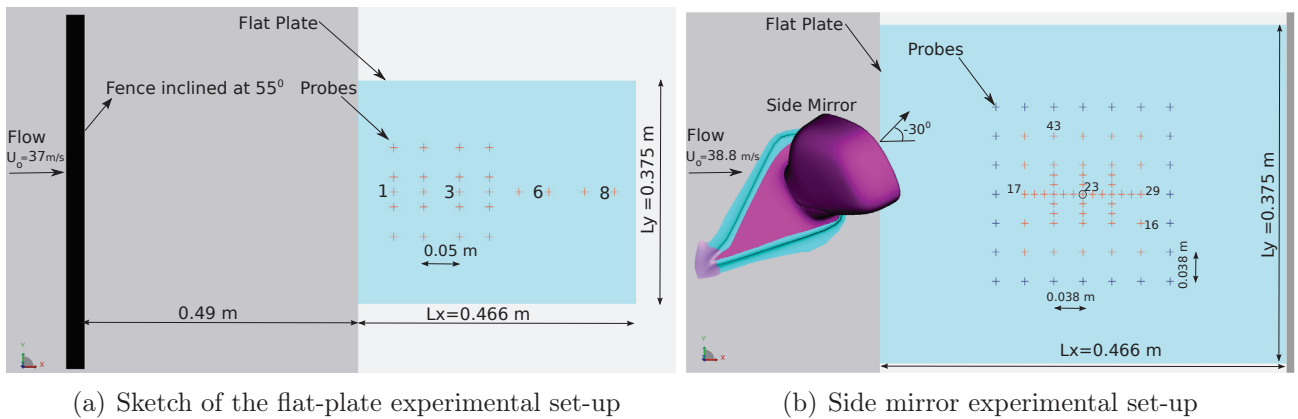 Flat Plate
Fence inclined at 55⁰
Probes
Flow
Uₒ=37m/s
1
3
6
8
0.05 m
Ly =0.375 m
0.49 m
Lx=0.466 m
Y
X
(a) Sketch of the flat-plate experimental set-up
Flat Plate
Probes
Side Mirror
-30⁰
Flow
Uₒ=38.8 m/s
43
17
23
29
16
0.038 m
0.038 m
Ly =0.375 m
Lx=0.466 m
Y
X
(b) Side mirror experimental set-up